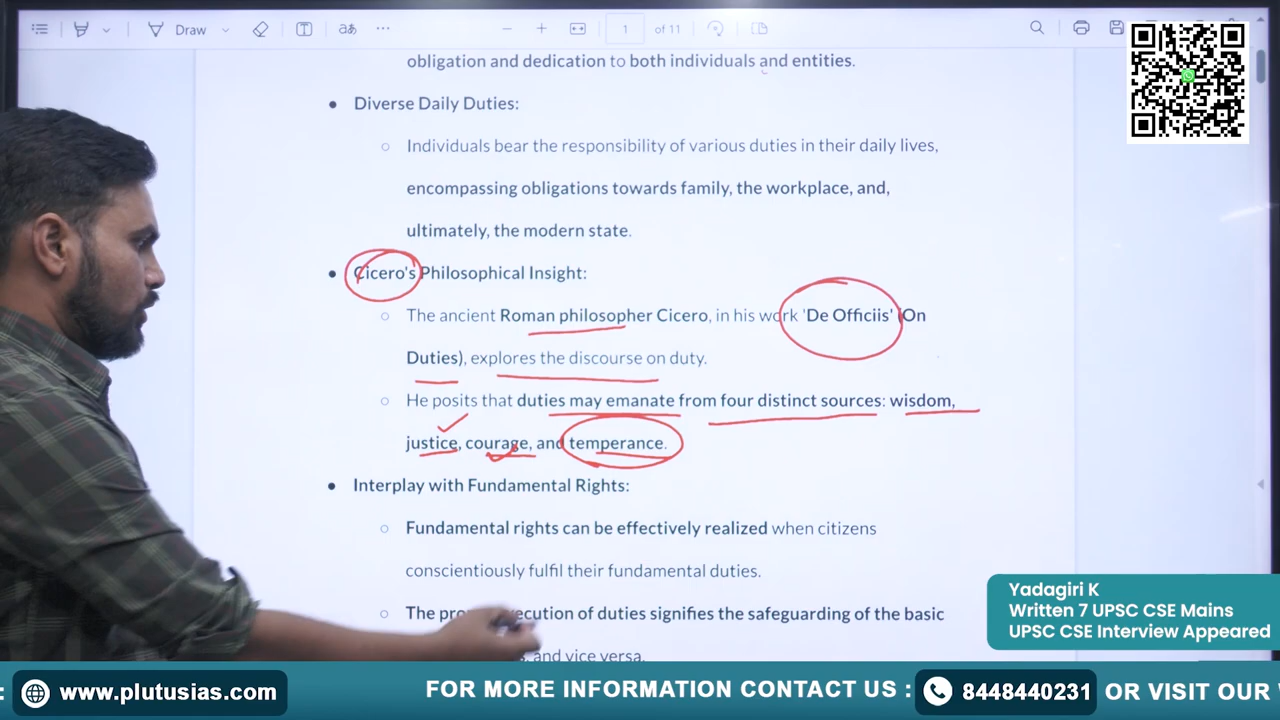 Draw
aあ
1
of 11
obligation and dedication to both individuals and entities.
Diverse Daily Duties:
Individuals bear the responsibility of various duties in their daily lives,
encompassing obligations towards family, the workplace, and,
ultimately, the modern state.
Cicero's Philosophical Insight:
The ancient Roman philosopher Cicero, in his work 'De Officiis' (On
Duties), explores the discourse on duty.
He posits that duties may emanate from four distinct sources: wisdom,
justice, courage, and temperance.
Interplay with Fundamental Rights:
Fundamental rights can be effectively realized when citizens
conscientiously fulfil their fundamental duties.
The execution of duties signifies the safeguarding of the basic
and vice versa.
Yadagiri K
Written 7 UPSC CSE Mains
UPSC CSE Interview Appeared
: www.plutusias.com FOR MORE INFORMATION CONTACT US : 8448440231 OR VISIT OUR